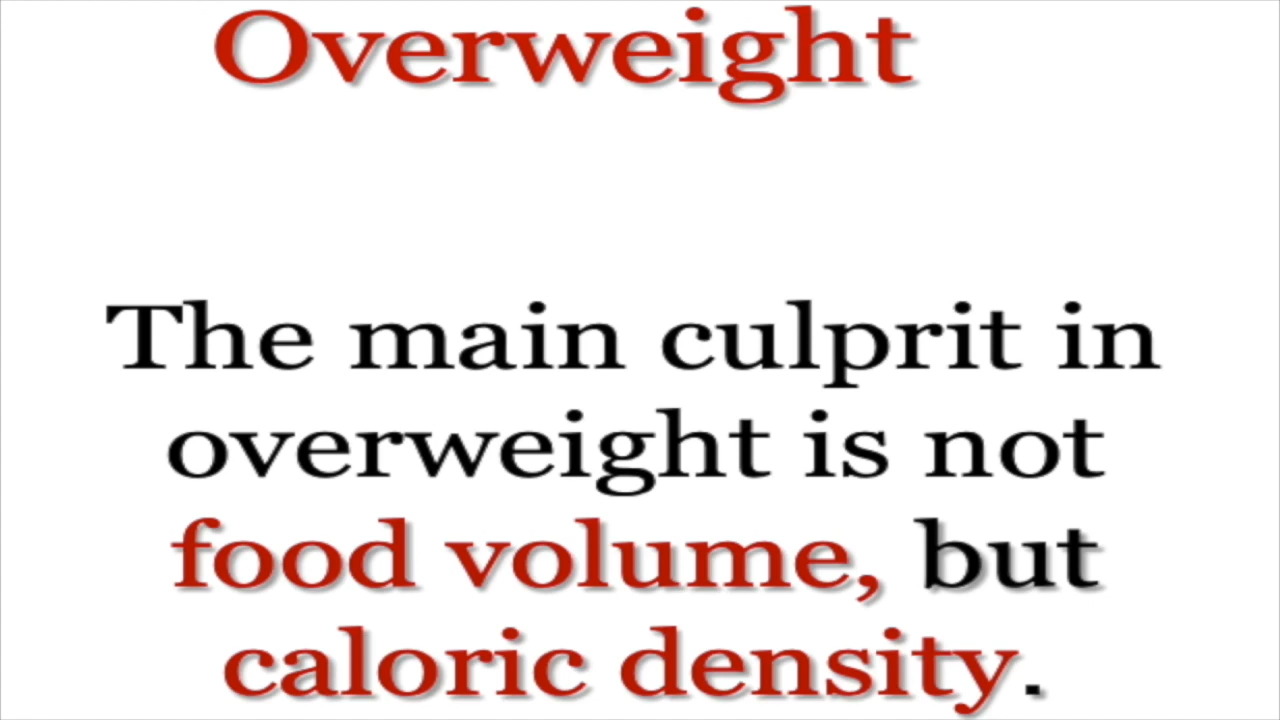 Overweight
The main culprit in
overweight is not
food volume, but
caloric density.